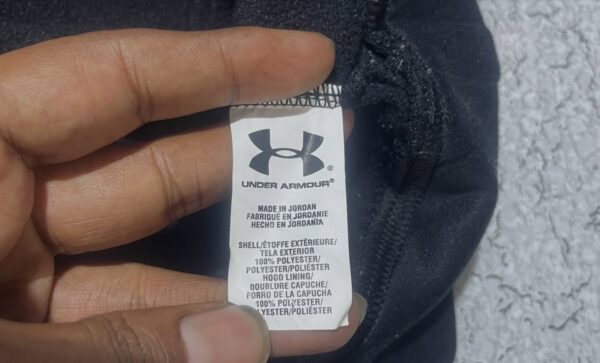 UNDER ARMOUR®
MADE IN JORDAN
FABRIQUÉ EN JORDANIE
HECHO EN JORDANÍA
SHELL/ÉTOFFE EXTÉRIEURE/
TELA EXTERIOR
100% POLYESTER/
POLYESTER/POLIÉSTER
HOOD LINING/
DOUBLURE CAPUCHE/
FORRO DE LA CAPUCHA
100% POLYESTER/
POLYESTER/POLIÉSTER